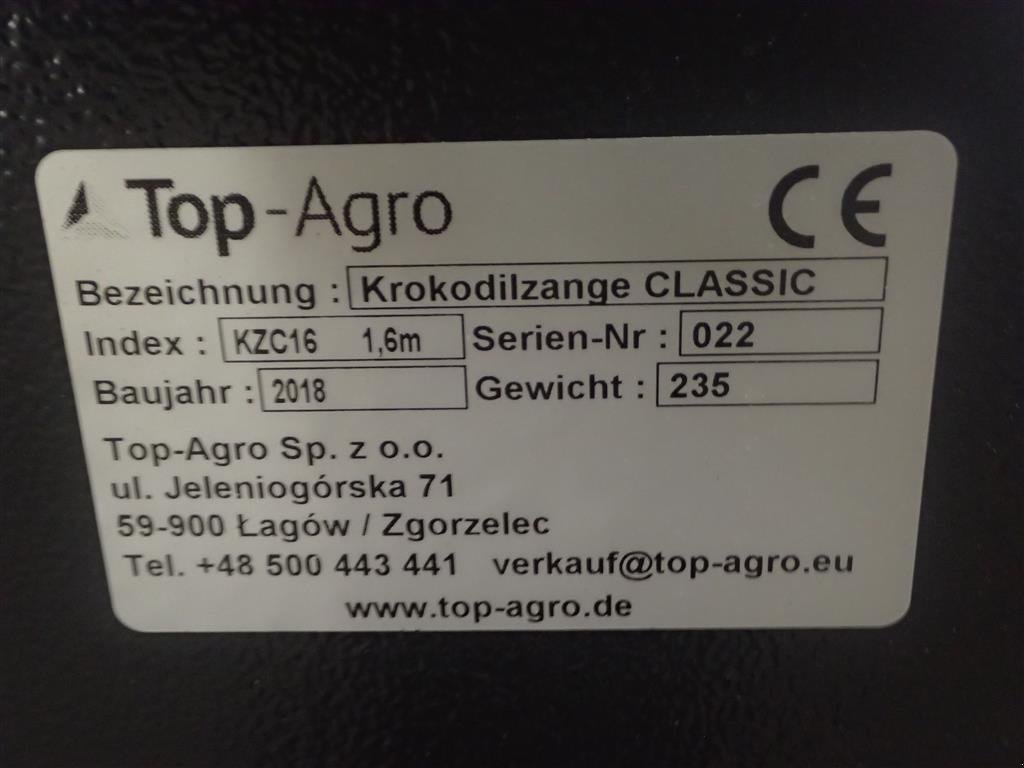 Top-Agro CE
Bezeichnung : Krokodilzange CLASSIC
Index : KZC16 1,6m Serien-Nr : 022
Baujahr : 2018 Gewicht : 235
Top-Agro Sp. z o.o.
ul. Jeleniogórska 71
59-900 Łagów / Zgorzelec
Tel. +48 500 443 441 verkauf@top-agro.eu
www.top-agro.de